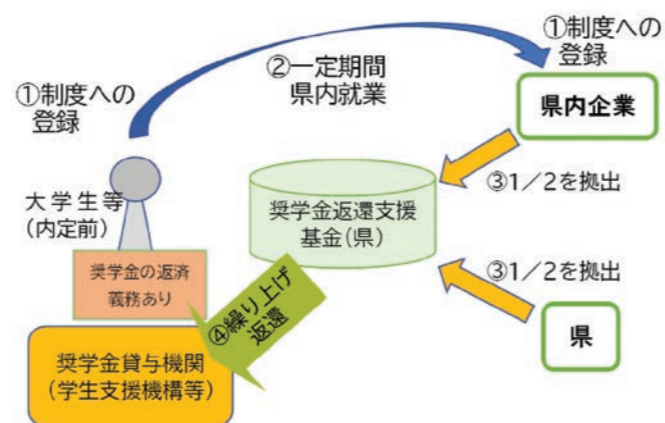 ①制度への
登録
②一定期間
県内就業
①制度への
登録
県内企業
③1/2を拠出
大学生等
(内定前)
奨学金返還支援
基金(県)
奨学金の返済
義務あり
③1/2を拠出
④繰り上げ
返還
県
奨学金貸与機関
(学生支援機構等)